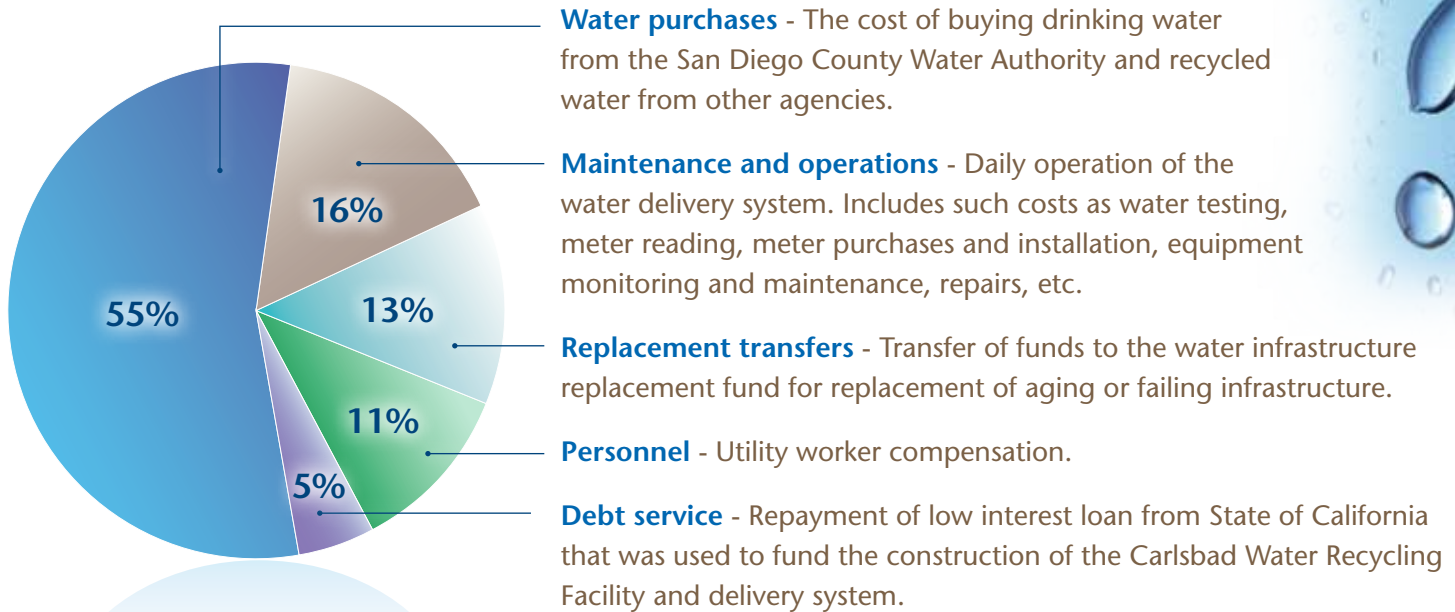 Water purchases - The cost of buying drinking water
from the San Diego County Water Authority and recycled
water from other agencies.
Maintenance and operations - Daily operation of the
water delivery system. Includes such costs as water testing,
meter reading, meter purchases and installation, equipment
monitoring and maintenance, repairs, etc.
Replacement transfers - Transfer of funds to the water infrastructure
replacement fund for replacement of aging or failing infrastructure.
Personnel - Utility worker compensation.
Debt service - Repayment of low interest loan from State of California
that was used to fund the construction of the Carlsbad Water Recycling
Facility and delivery system.
16%
55%
13%
11%
5%